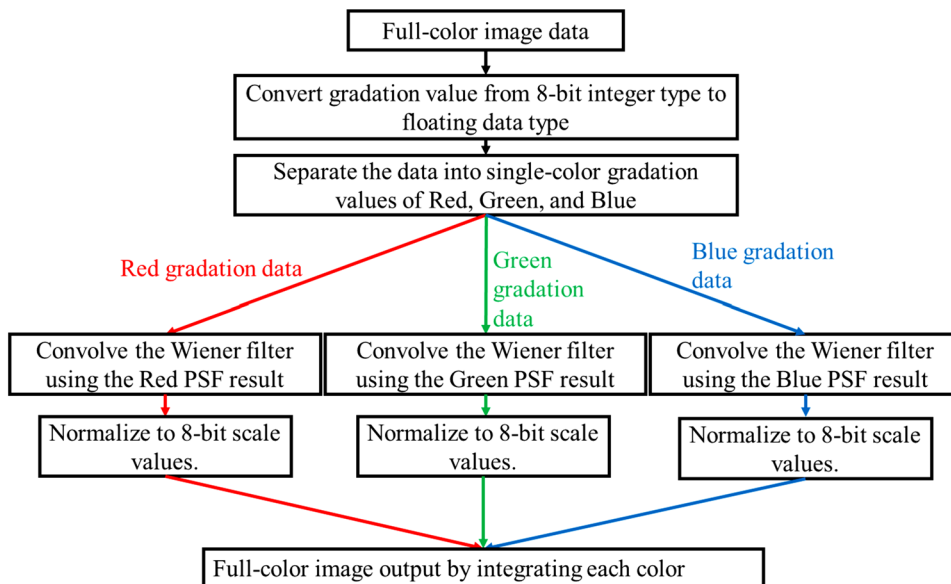 Full-color image data
Convert gradation value from 8-bit integer type to
floating data type
Separate the data into single-color gradation
values of Red, Green, and Blue
Red gradation data
Green
gradation
data
Blue gradation
data
Convolve the Wiener filter
using the Red PSF result
Convolve the Wiener filter
using the Green PSF result
Convolve the Wiener filter
using the Blue PSF result
Normalize to 8-bit scale
values.
Normalize to 8-bit scale
values.
Normalize to 8-bit scale
values.
Full-color image output by integrating each color